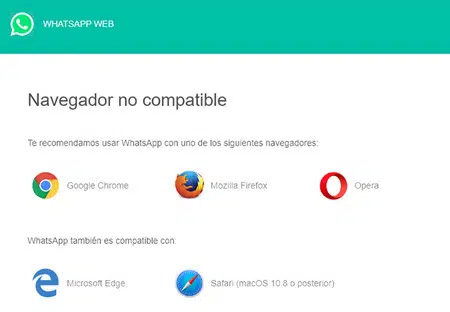 WHATSAPP WEB
Navegador no compatible
Te recomendamos usar WhatsApp con uno de los siguientes navegadores:
Google Chrome Mozilla Firefox Opera
WhatsApp también es compatible con:
Microsoft Edge Safari (macOS 10.8 o posterior)